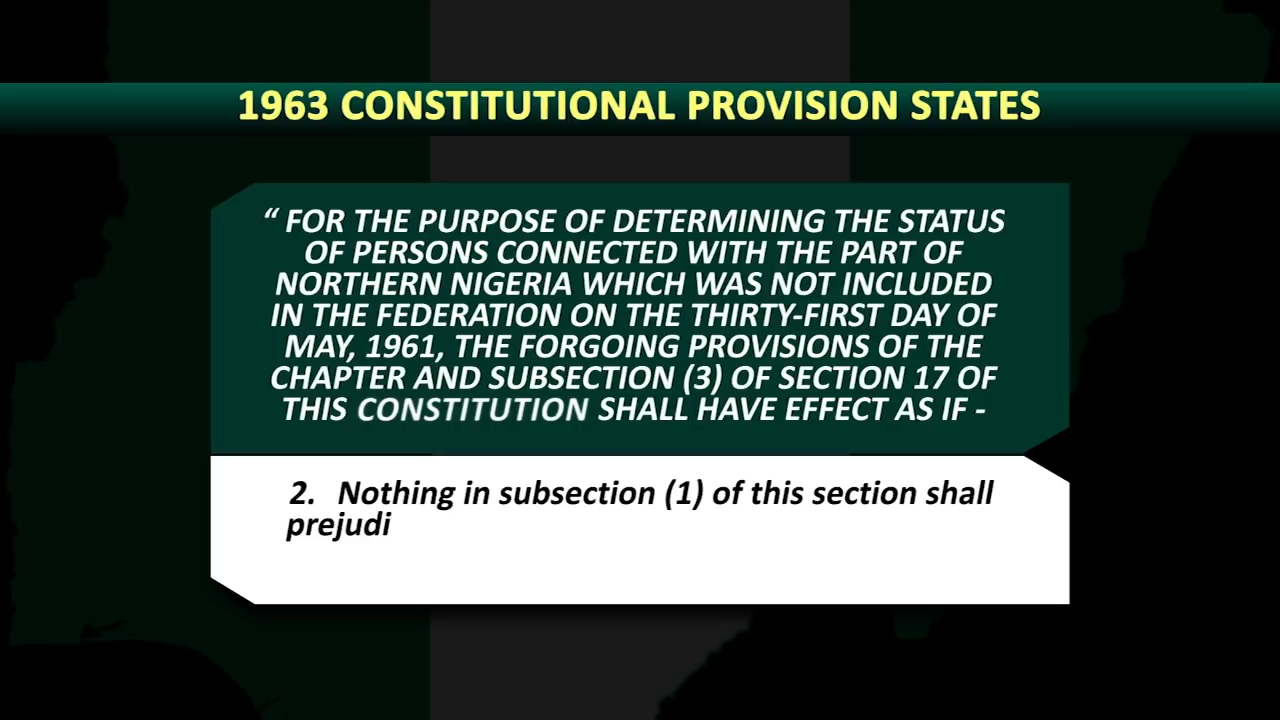 1963 CONSTITUTIONAL PROVISION STATES
“ FOR THE PURPOSE OF DETERMINING THE STATUS
OF PERSONS CONNECTED WITH THE PART OF
NORTHERN NIGERIA WHICH WAS NOT INCLUDED
IN THE FEDERATION ON THE THIRTY-FIRST DAY OF
MAY, 1961, THE FORGOING PROVISIONS OF THE
CHAPTER AND SUBSECTION (3) OF SECTION 17 OF
THIS CONSTITUTION SHALL HAVE EFFECT AS IF -
2. Nothing in subsection (1) of this section shall
prejudi